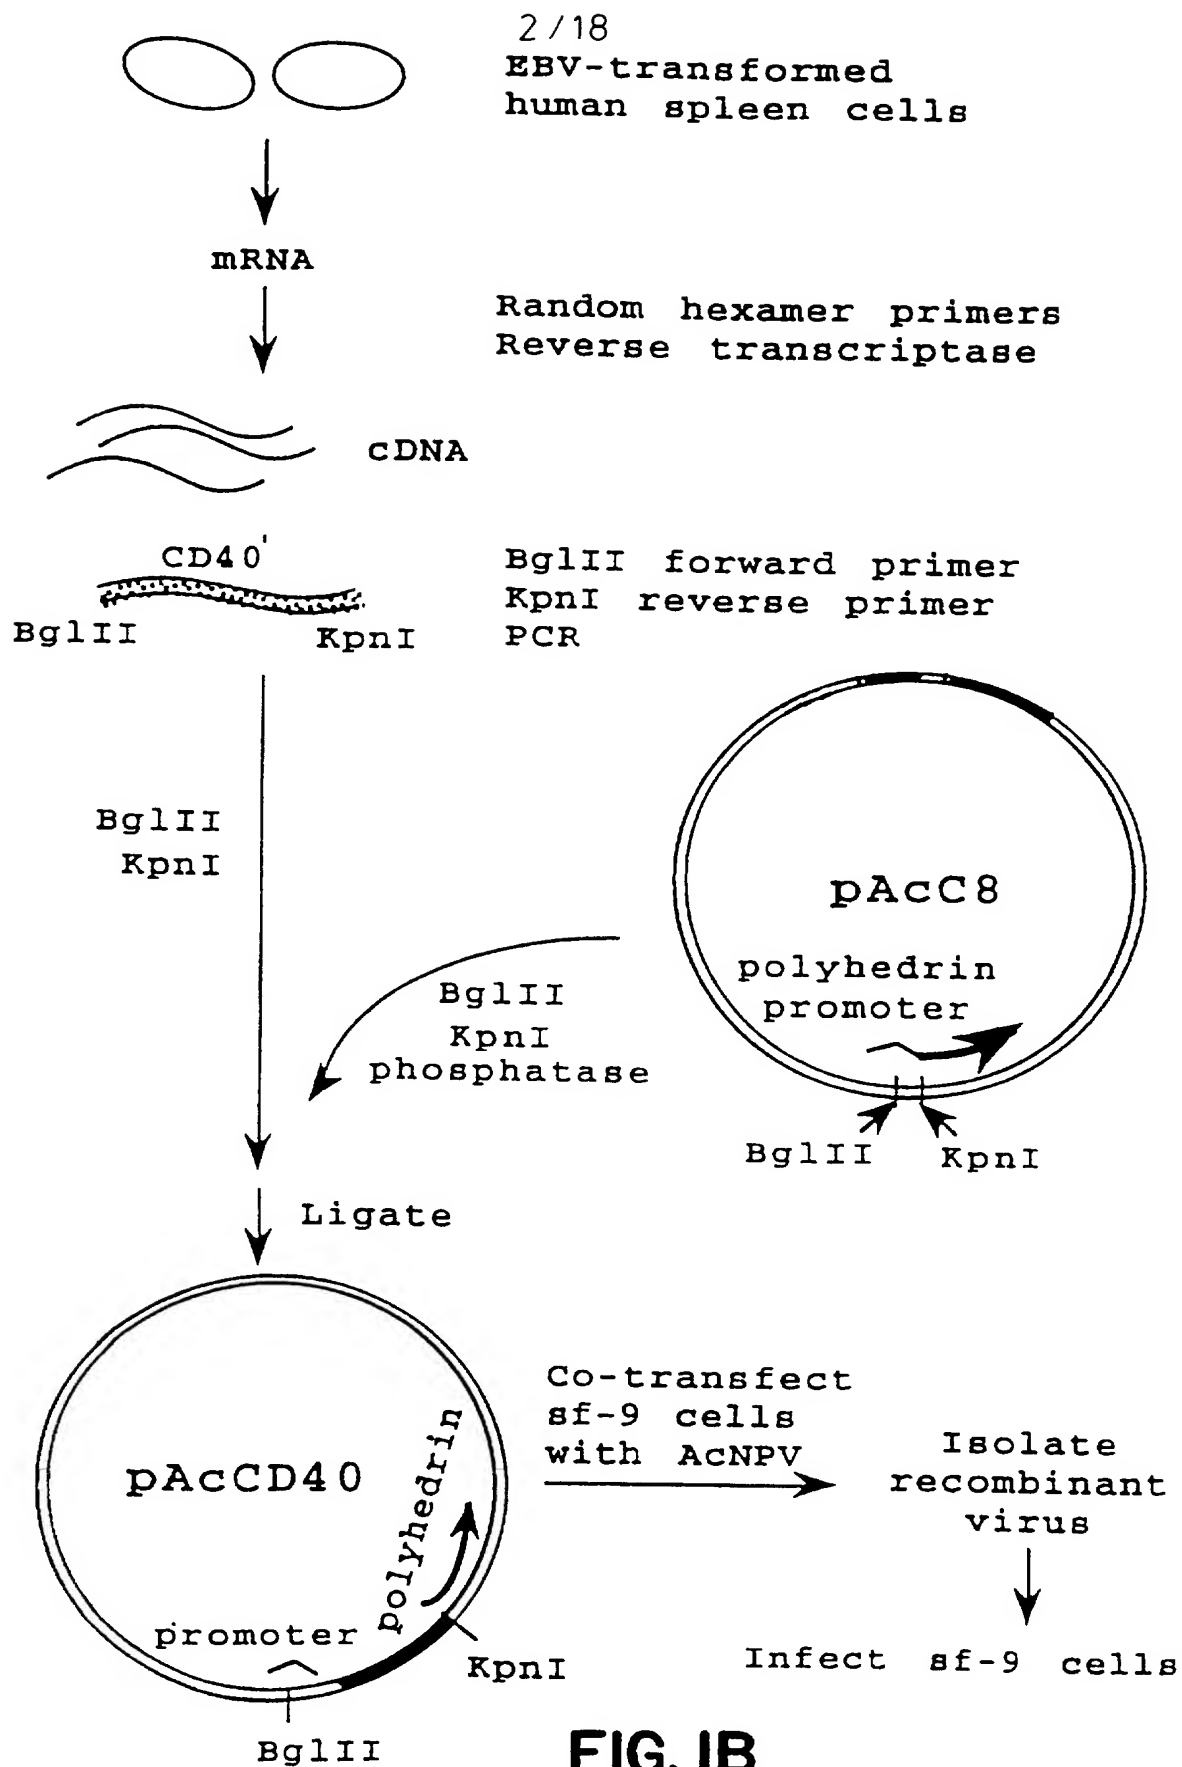 2/18
EBV-transformed
human spleen cells
mRNA
Random hexamer primers
Reverse transcriptase
cDNA
CD40'
BglII
KpnI
BglII forward primer
KpnI reverse primer
PCR
BglII
KpnI
pAcC8
polyhedrin
promoter
BglII
KpnI
BglII
KpnI
phosphatase
Ligate
pAcCD40
polyhedrin
promoter
KpnI
BglII
Co-transfect
sf-9 cells
with AcNPV
Isolate
recombinant
virus
Infect sf-9 cells
FIG. 1B